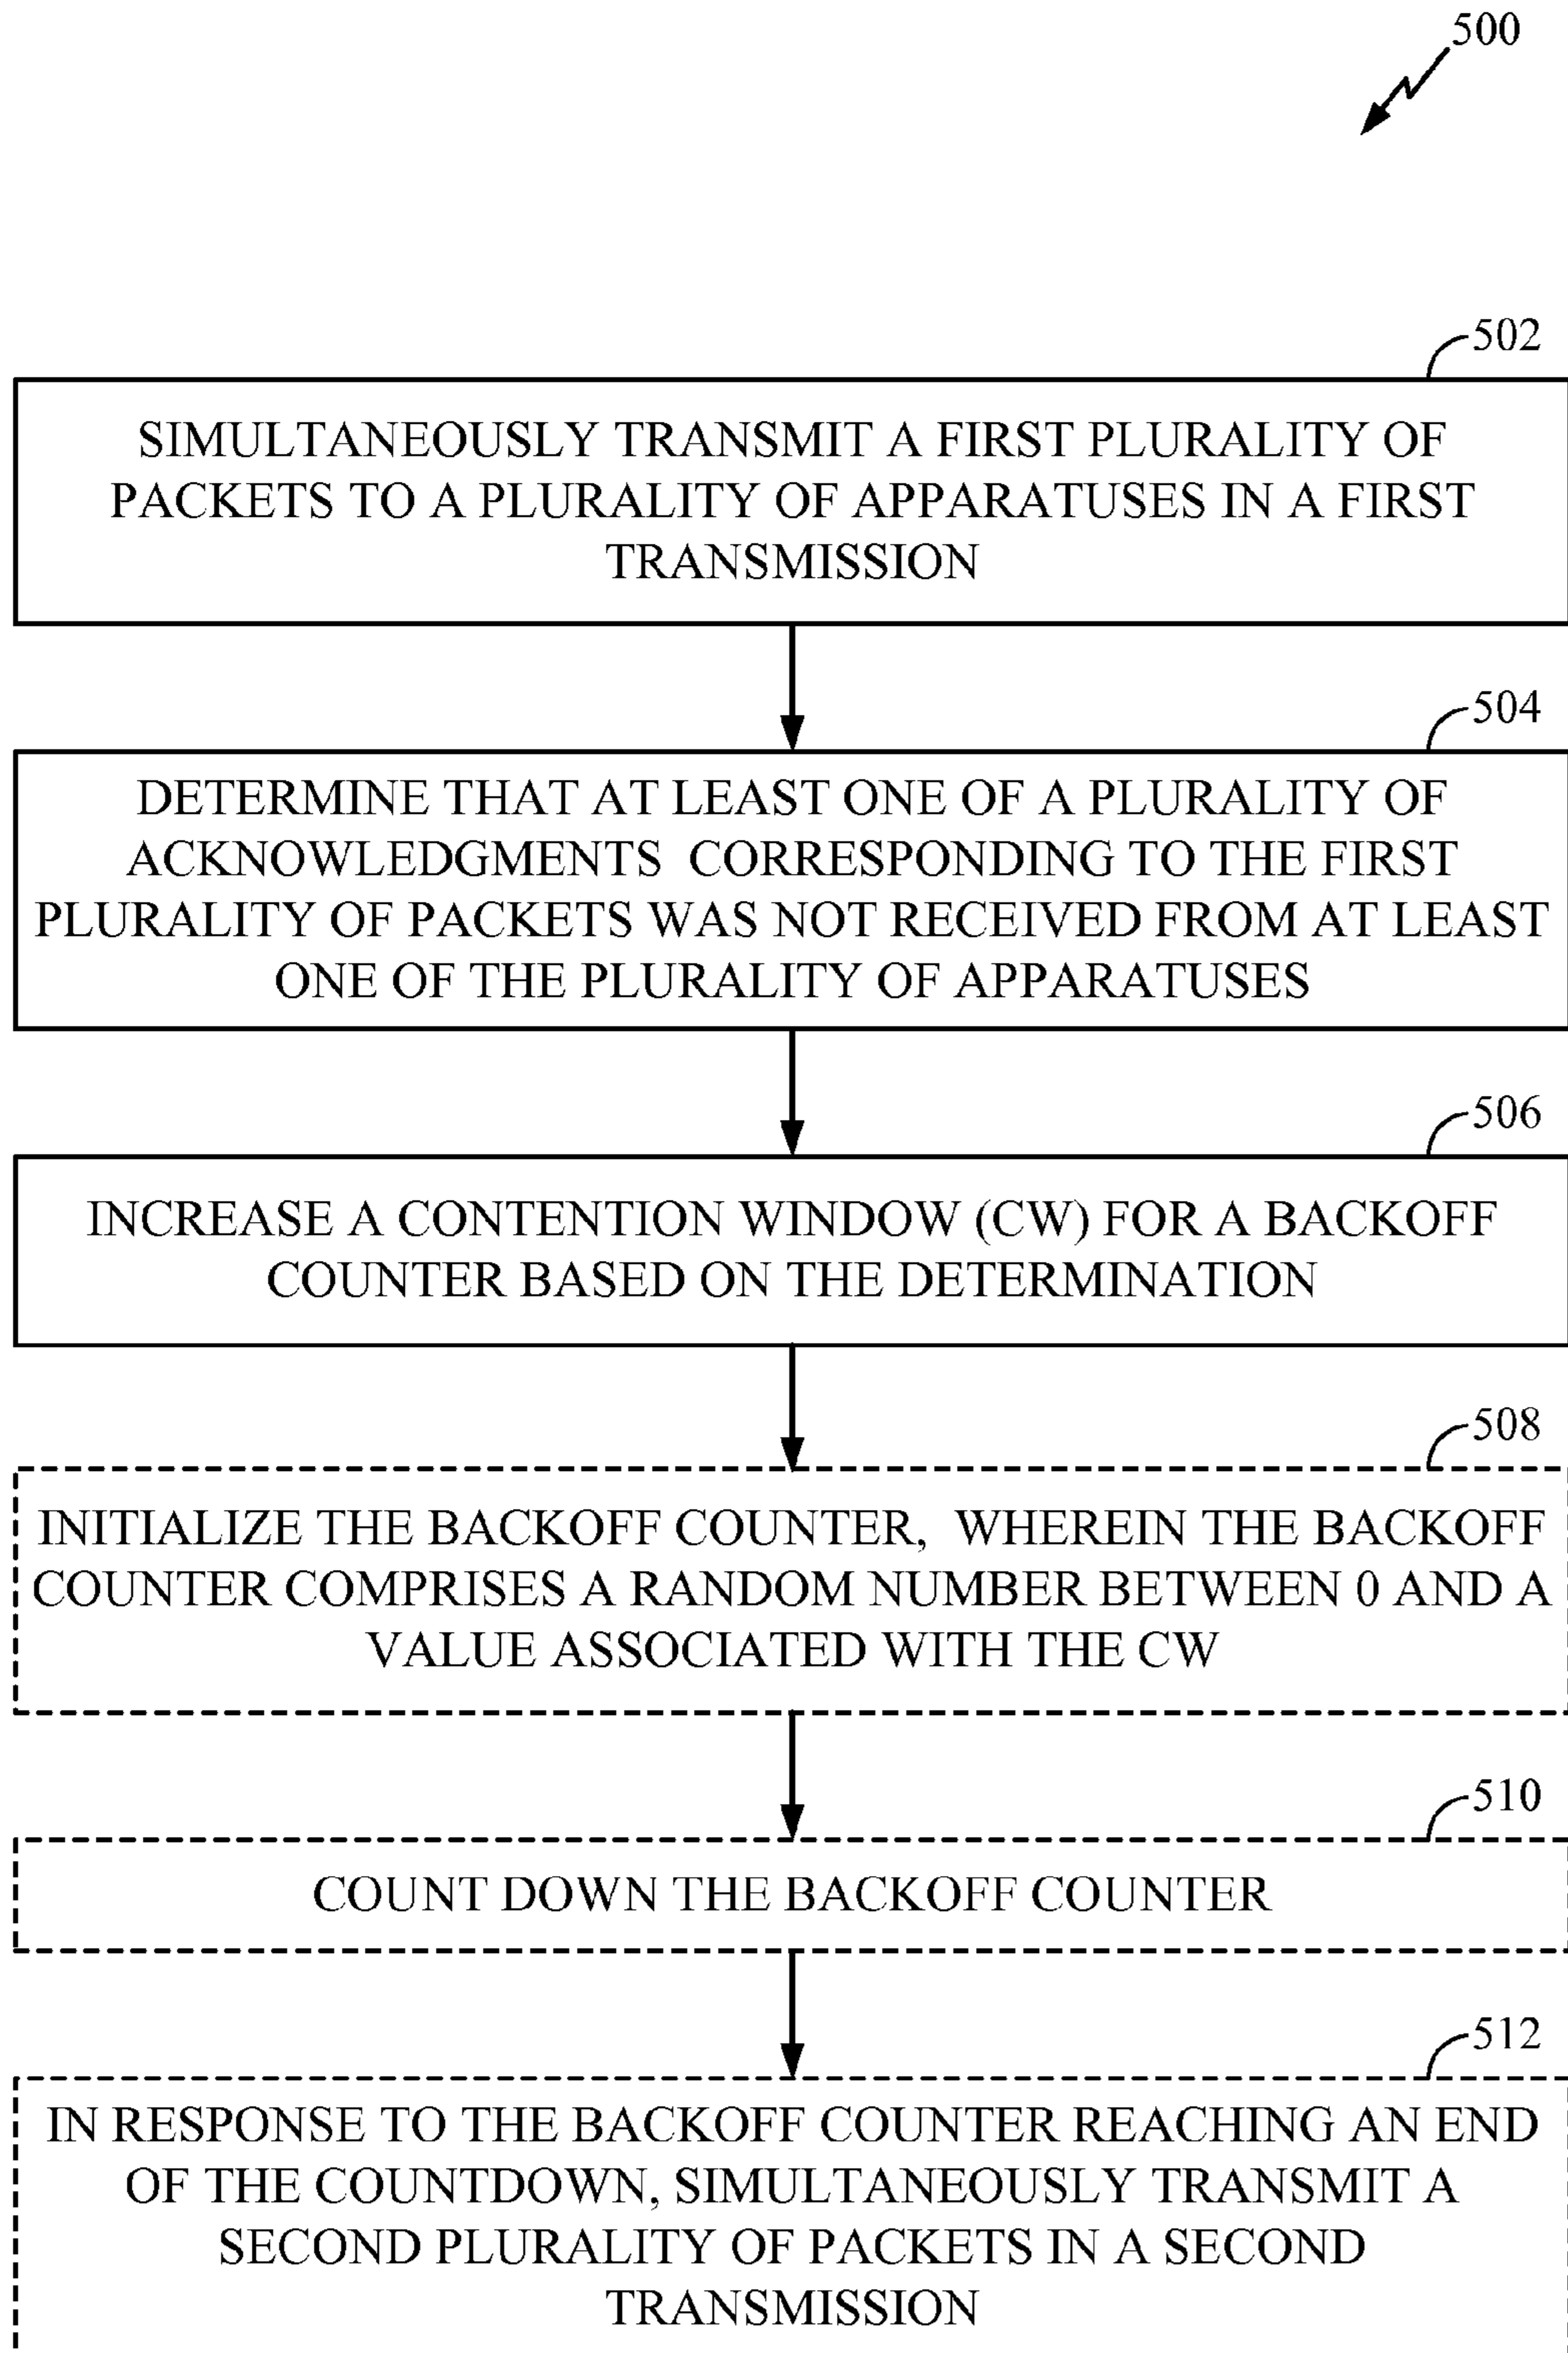 500
502
SIMULTANEOUSLY TRANSMIT A FIRST PLURALITY OF
PACKETS TO A PLURALITY OF APPARATUSES IN A FIRST
TRANSMISSION
504
DETERMINE THAT AT LEAST ONE OF A PLURALITY OF
ACKNOWLEDGMENTS CORRESPONDING TO THE FIRST
PLURALITY OF PACKETS WAS NOT RECEIVED FROM AT LEAST
ONE OF THE PLURALITY OF APPARATUSES
506
INCREASE A CONTENTION WINDOW (CW) FOR A BACKOFF
COUNTER BASED ON THE DETERMINATION
508
INITIALIZE THE BACKOFF COUNTER, WHEREIN THE BACKOFF
COUNTER COMPRISES A RANDOM NUMBER BETWEEN 0 AND A
VALUE ASSOCIATED WITH THE CW
510
COUNT DOWN THE BACKOFF COUNTER
512
IN RESPONSE TO THE BACKOFF COUNTER REACHING AN END
OF THE COUNTDOWN, SIMULTANEOUSLY TRANSMIT A
SECOND PLURALITY OF PACKETS IN A SECOND
TRANSMISSION